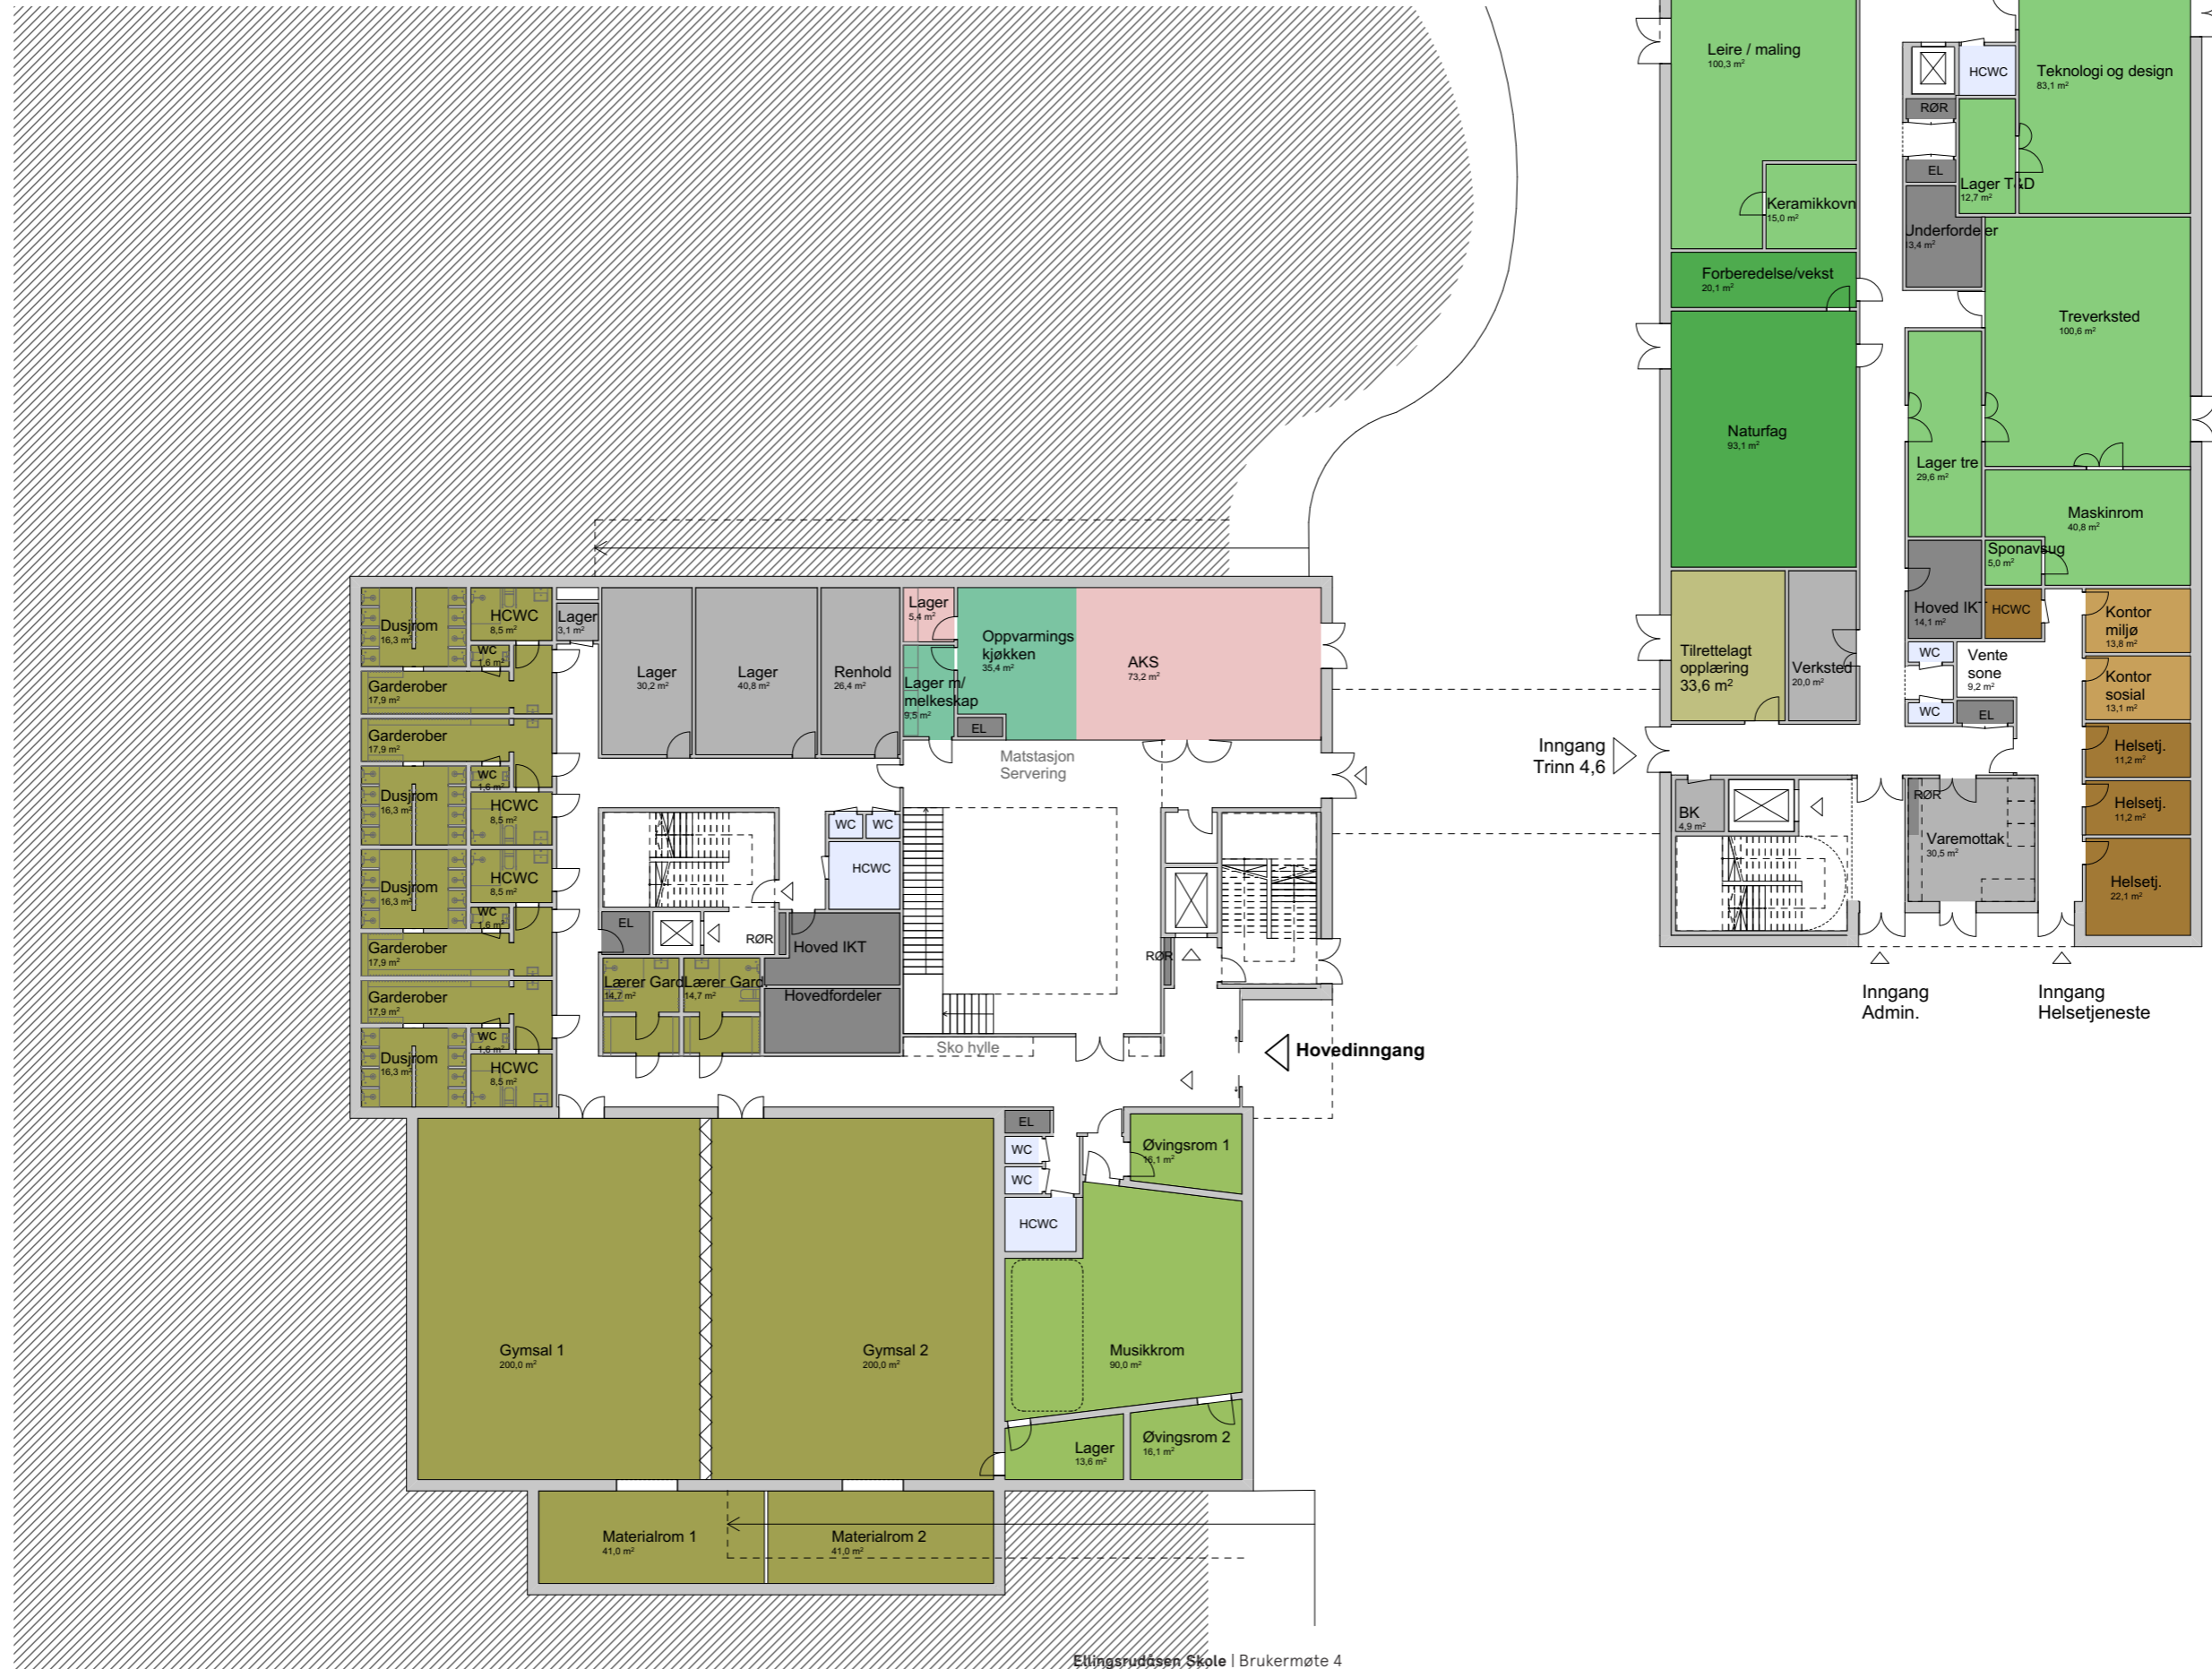 Leire / maling
100,3 m²
HCWC
Teknologi og design
83,1 m²
RØR
EL
Lager T&D
12,7 m²
Keramikkovn
15,0 m²
Underfordeler
13,4 m²
Forberedelse/vekst
20,1 m²
Treverksted
100,6 m²
Naturfag
93,1 m²
Lager tre
29,6 m²
Maskinrom
40,8 m²
Sponavsug
5,0 m²
Hoved IKT
14,1 m²
HCWC
Kontor
miljø
13,8 m²
Tilrettelagt
opplæring
33,6 m²
Verksted
20,0 m²
WC
Vente
sone
9,2 m²
Kontor
sosial
13,1 m²
WC
EL
Helsetj.
11,2 m²
Inngang
Trinn 4,6
Helsetj.
11,2 m²
BK
4,9 m²
RØR
Varemottak
30,5 m²
Helsetj.
22,1 m²
Inngang
Admin.
Inngang
Helsetjeneste
Dusjrom
16,3 m²
HCWC
8,5 m²
WC
1,6 m²
Garderober
17,9 m²
Garderober
17,9 m²
WC
1,6 m²
Dusjrom
16,3 m²
HCWC
8,5 m²
Dusjrom
16,3 m²
HCWC
8,5 m²
WC
1,6 m²
Garderober
17,9 m²
Garderober
17,9 m²
WC
1,6 m²
Dusjrom
16,3 m²
HCWC
8,5 m²
Lager
3,1 m²
Lager
30,2 m²
Lager
40,8 m²
Renhold
26,4 m²
Lager
5,4 m²
Lager m/
melkeskap
9,5 m²
Oppvarmings
kjøkken
35,4 m²
EL
AKS
73,2 m²
Matstasjon
Servering
WC
WC
HCWC
EL
RØR
Hoved IKT
Lærer Gard.
14,7 m²
Lærer Gard.
14,7 m²
Hovedfordeler
RØR
Sko hylle
Hovedinngang
EL
WC
WC
HCWC
Øvingsrom 1
16,1 m²
Gymsal 1
200,0 m²
Gymsal 2
200,0 m²
Musikkrom
90,0 m²
Lager
13,6 m²
Øvingsrom 2
16,1 m²
Materialrom 1
41,0 m²
Materialrom 2
41,0 m²
Ellingsrudåsen Skole | Brukermøte 4